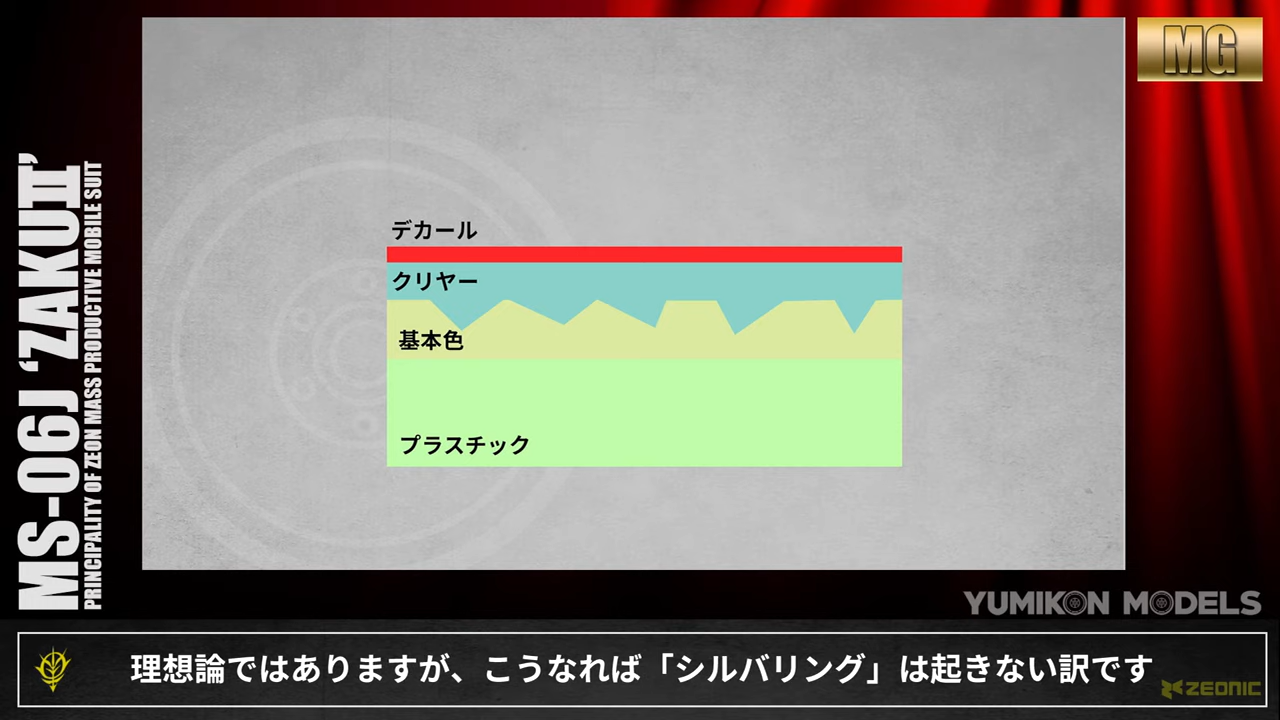 MG
MS-06J ‘ZAKUⅡ’
PRINCIPALITY OF ZEON MASS PRODUCTIVE MOBILE SUIT
デカール
クリヤー
基本色
プラスチック
YUMIKON MODELS
理想論ではありますが、こうなれば「シルバリング」は起きない訳です
ZEONIC